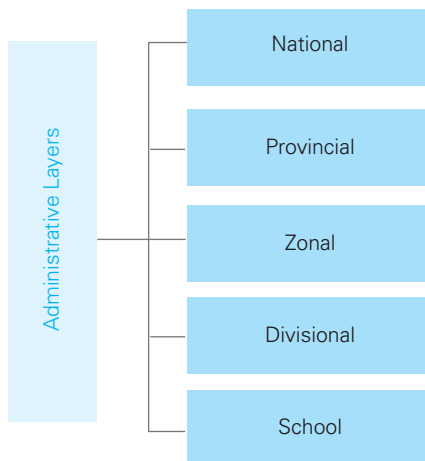 Administrative Layers
National
Provincial
Zonal
Divisional
School